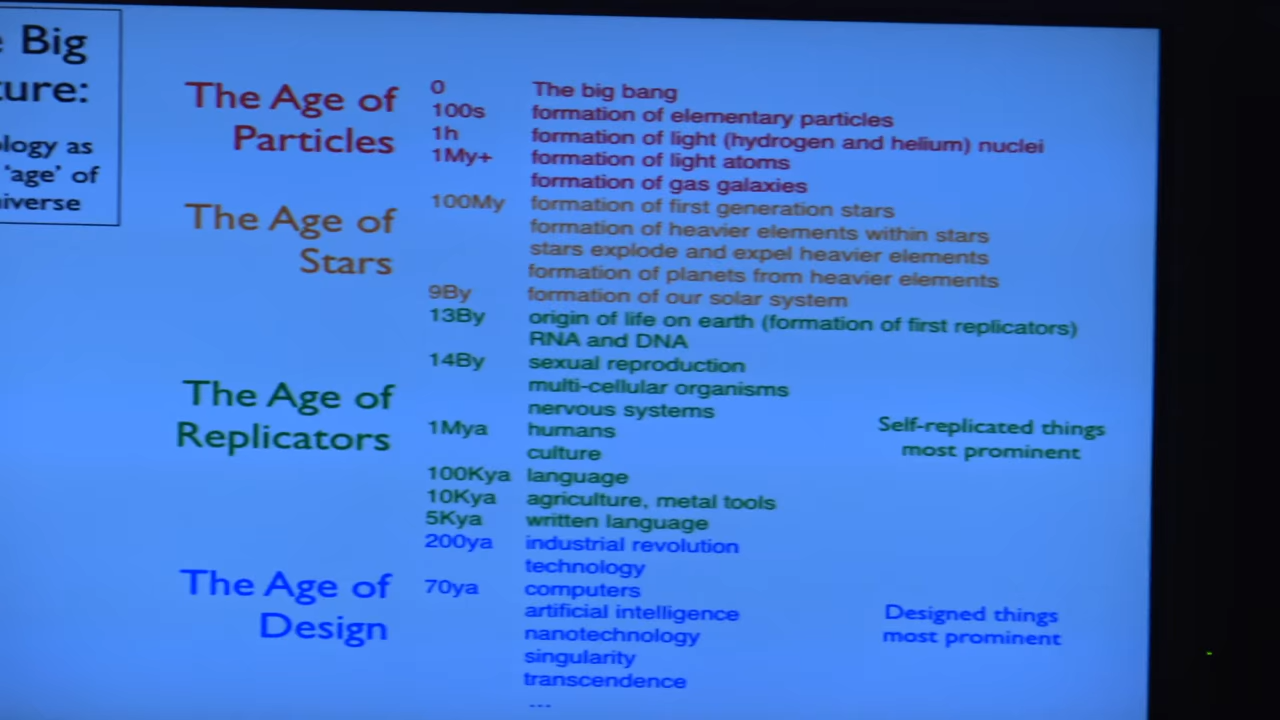 Big
ture:
ology as
'age' of
niverse
The Age of
Particles
0 The big bang
100s formation of elementary particles
1h formation of light (hydrogen and helium) nuclei
1My+ formation of light atoms
formation of gas galaxies
The Age of
Stars
100My formation of first generation stars
formation of heavier elements within stars
stars explode and expel heavier elements
formation of planets from heavier elements
9By formation of our solar system
The Age of
Replicators
13By origin of life on earth (formation of first replicators)
RNA and DNA
14By sexual reproduction
multi-cellular organisms
nervous systems
1Mya humans
culture
100Kya language
10Kya agriculture, metal tools
5Kya written language
Self-replicated things
most prominent
The Age of
Design
200ya industrial revolution
technology
70ya computers
artificial intelligence
nanotechnology
singularity
transcendence
...
Designed things
most prominent